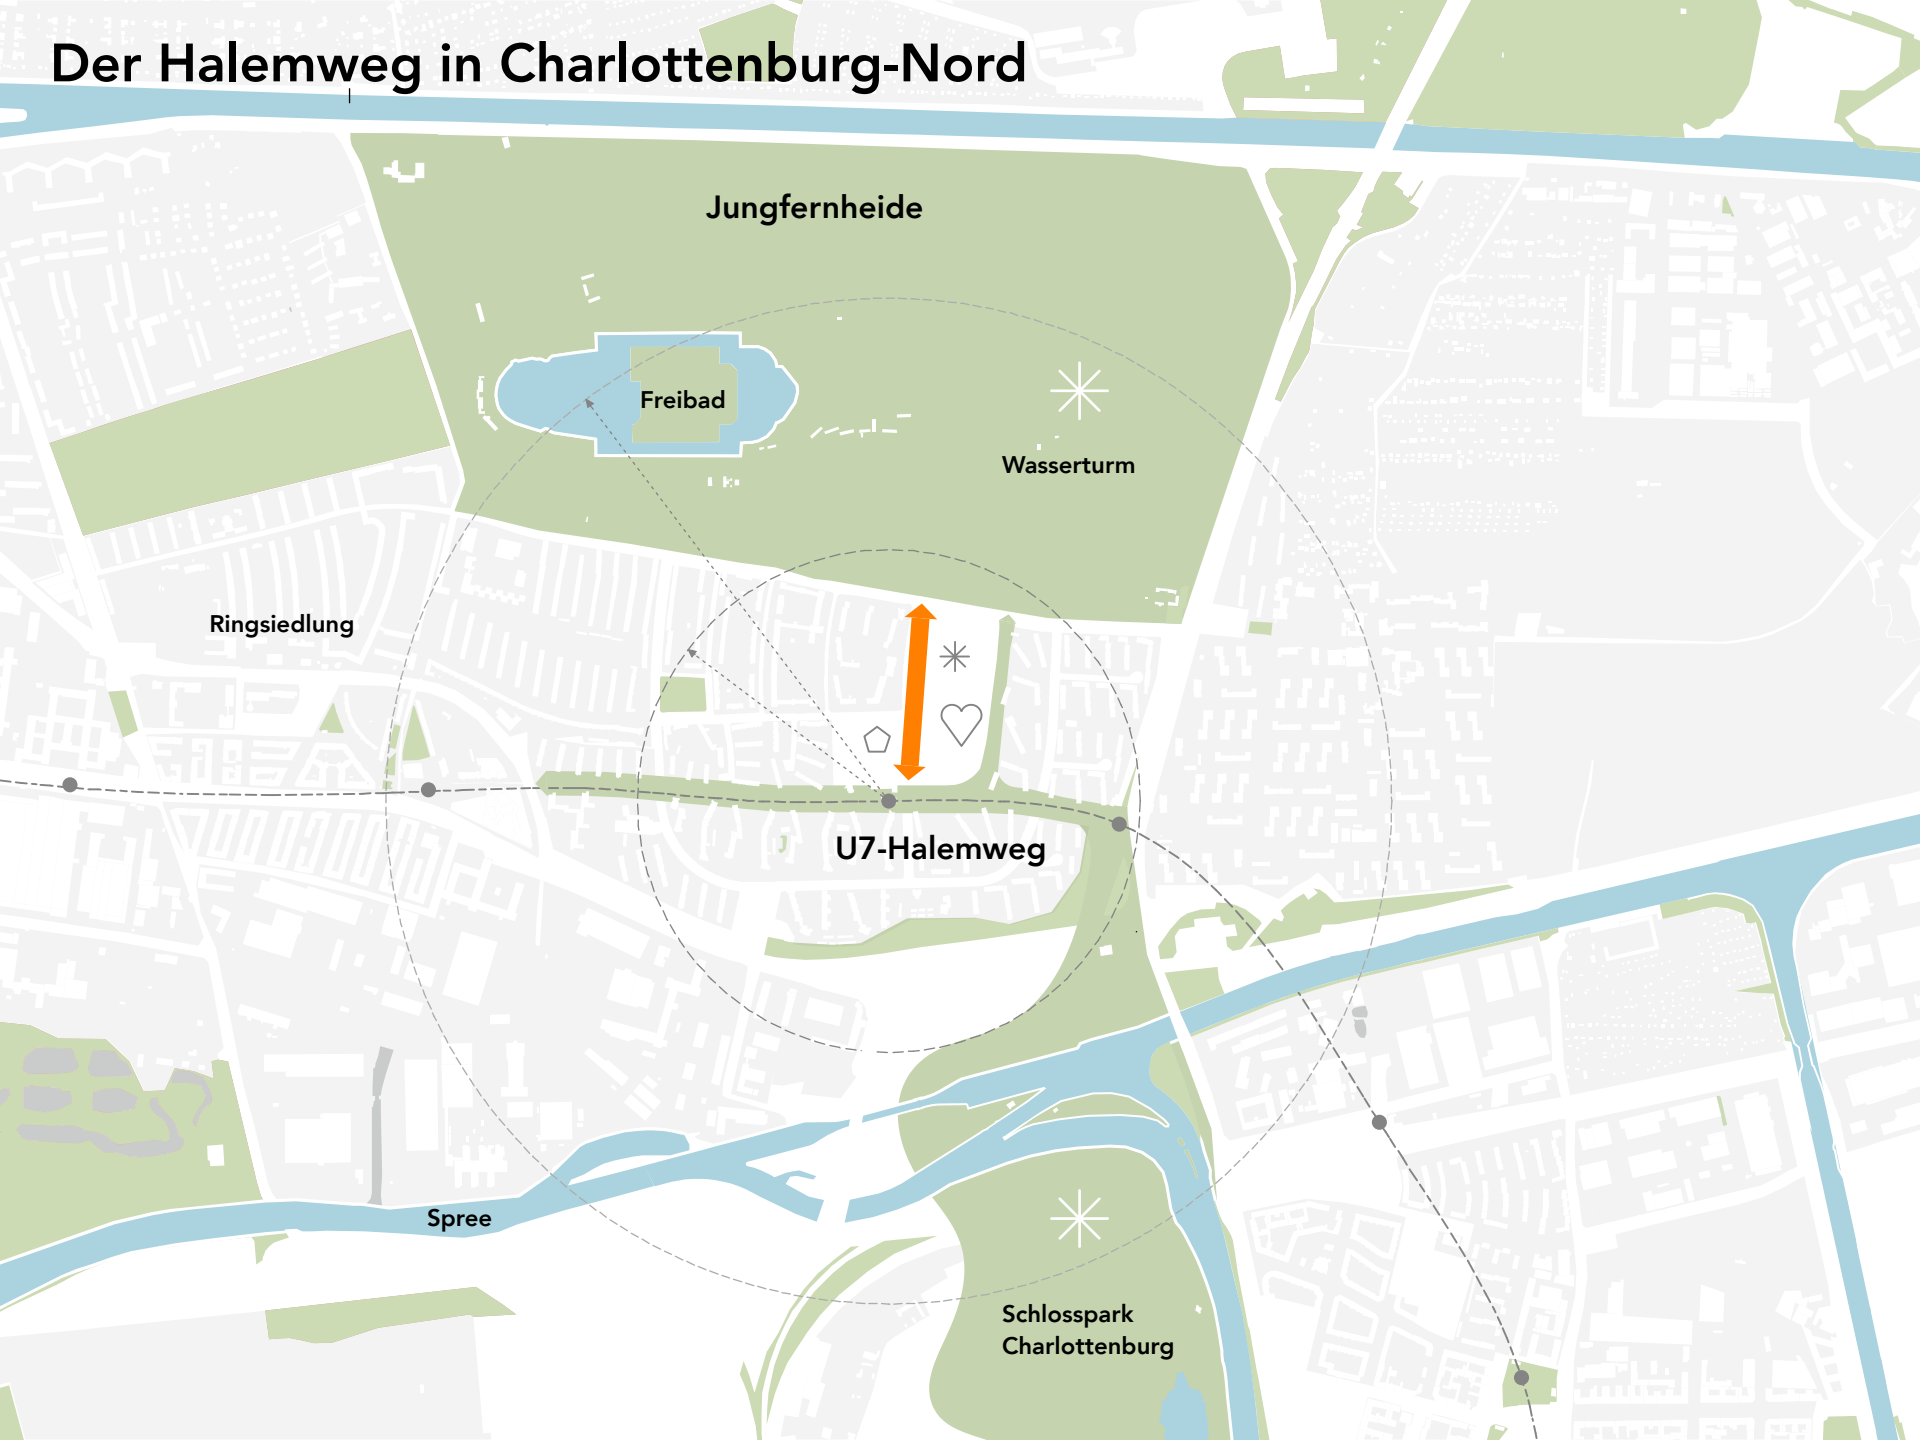 Der Halemweg in Charlottenburg-Nord
Jungfernheide
Freibad
Wasserturm
Ringsiedlung
U7-Halemweg
Spree
Schlosspark
Charlottenburg